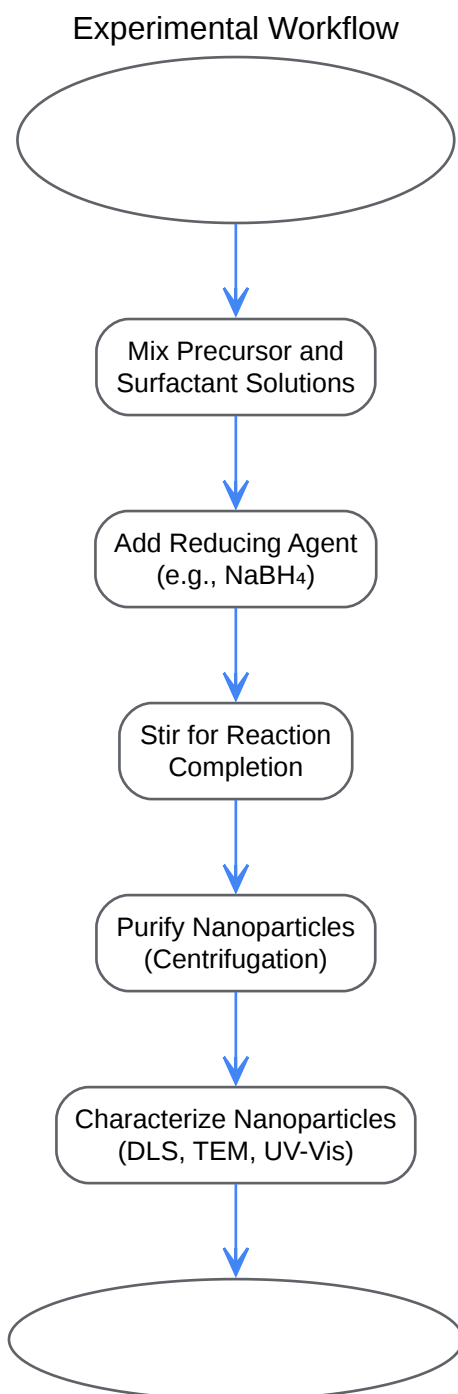 Experimental Workflow
Mix Precursor and
Surfactant Solutions
Add Reducing Agent
(e.g., NaBH₄)
Stir for Reaction
Completion
Purify Nanoparticles
(Centrifugation)
Characterize Nanoparticles
(DLS, TEM, UV-Vis)